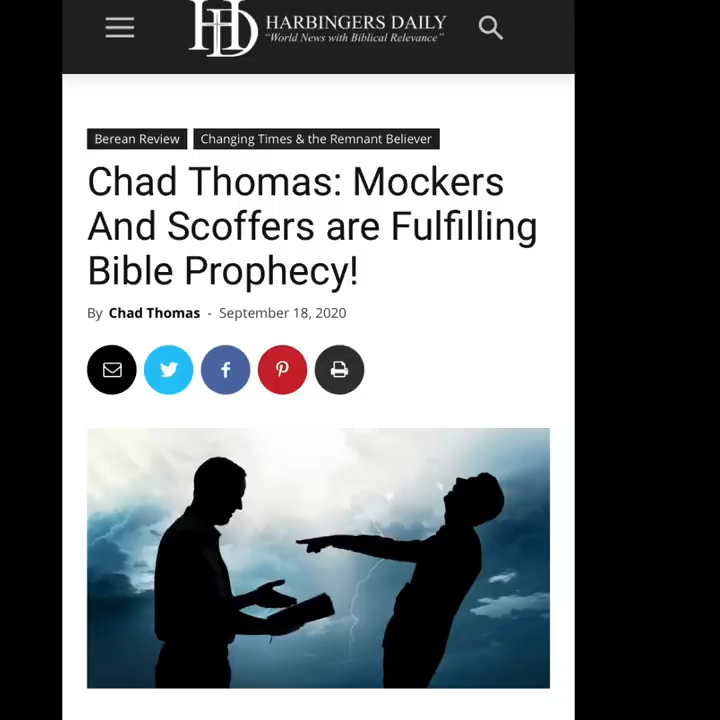 HD HARBINGERS DAILY
"World News with Biblical Relevance"
Berean Review Changing Times & the Remnant Believer
Chad Thomas: Mockers
And Scoffers are Fulfilling
Bible Prophecy!
By Chad Thomas - September 18, 2020